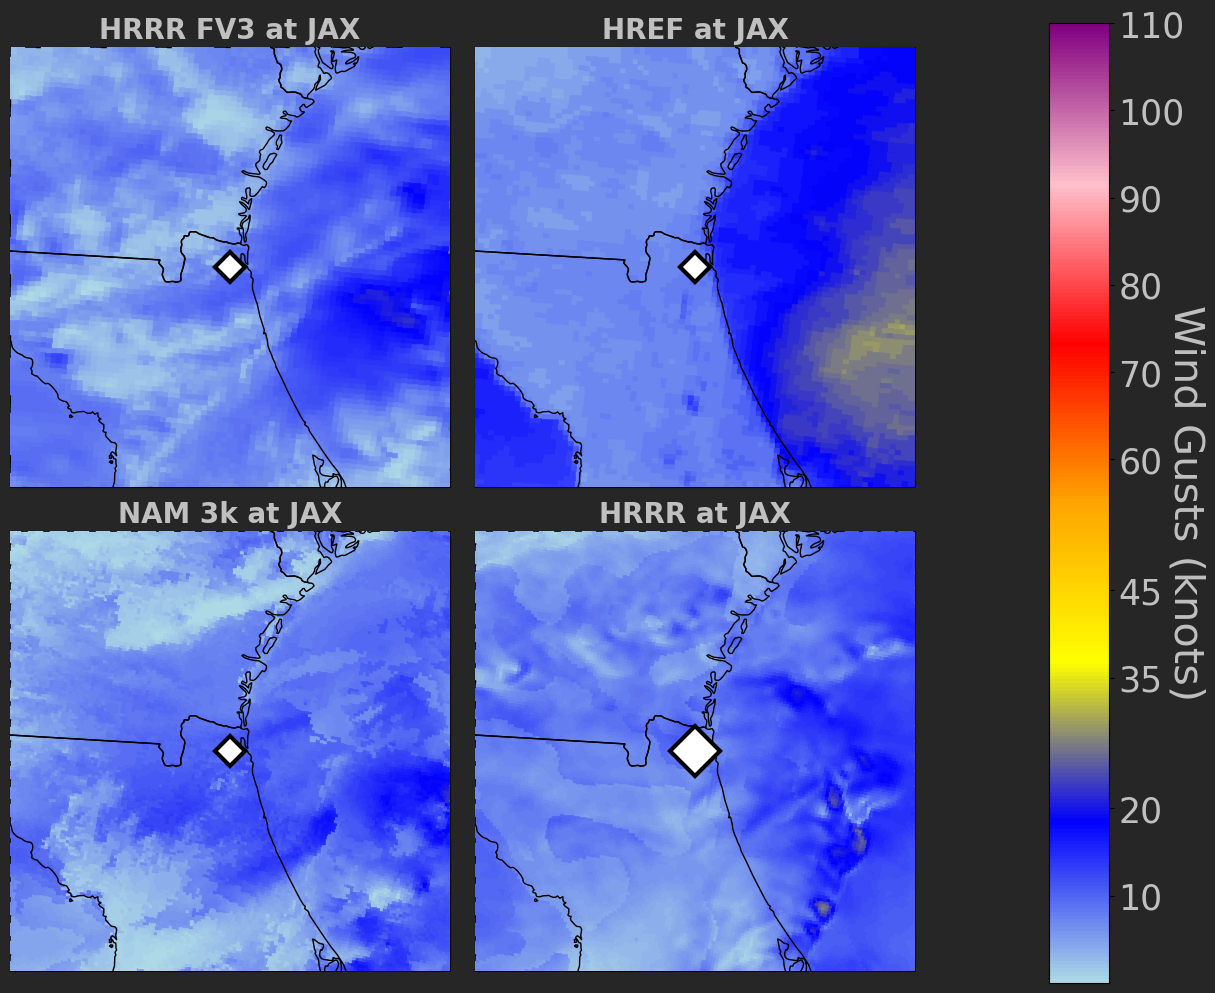 HRRR FV3 at JAX
HREF at JAX
NAM 3k at JAX
HRRR at JAX
110
100
90
80
70
60
45
35
20
10
Wind Gusts (knots)